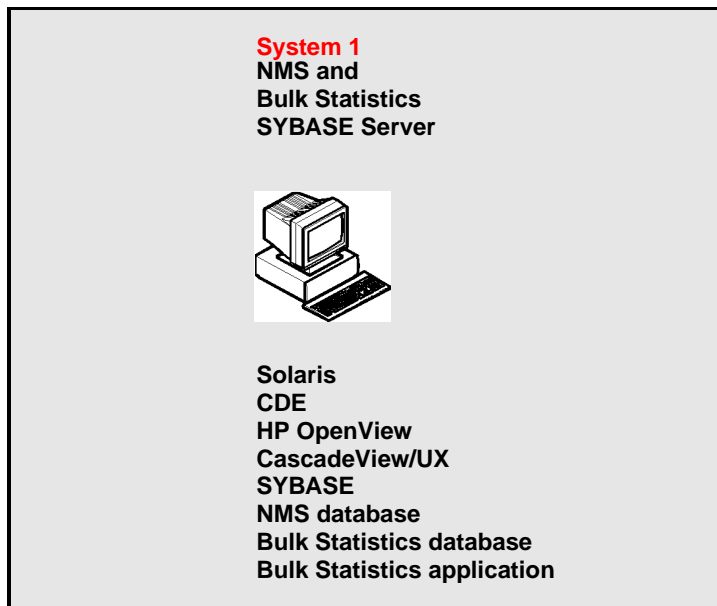 System 1
NMS and
Bulk Statistics
SYBASE Server
Solaris
CDE
HP OpenView
CascadeView/UX
SYBASE
NMS database
Bulk Statistics database
Bulk Statistics application